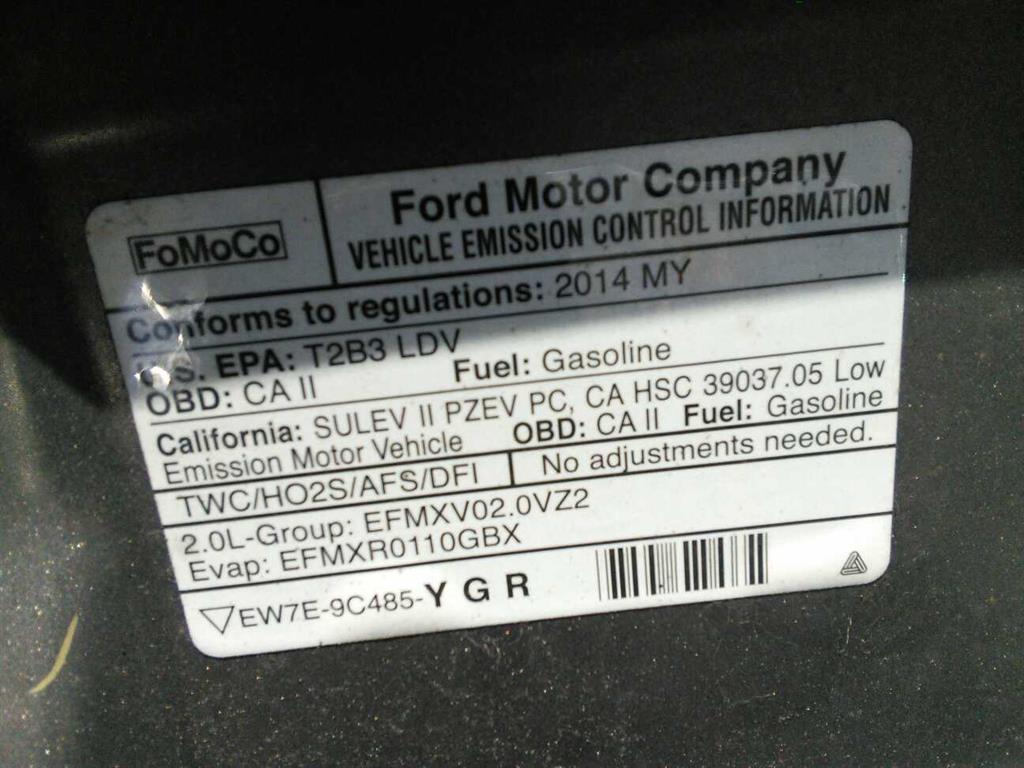 FoMoCo
Ford Motor Company
VEHICLE EMISSION CONTROL INFORMATION
Conforms to regulations: 2014 MY
U.S. EPA: T2B3 LDV
OBD: CA II Fuel: Gasoline
California: SULEV II PZEV PC, CA HSC 39037.05 Low
Emission Motor Vehicle OBD: CA II Fuel: Gasoline
TWC/HO2S/AFS/DFI No adjustments needed.
2.0L-Group: EFMXV02.0VZ2
Evap: EFMXR0110GBX
EW7E-9C485-Y G R